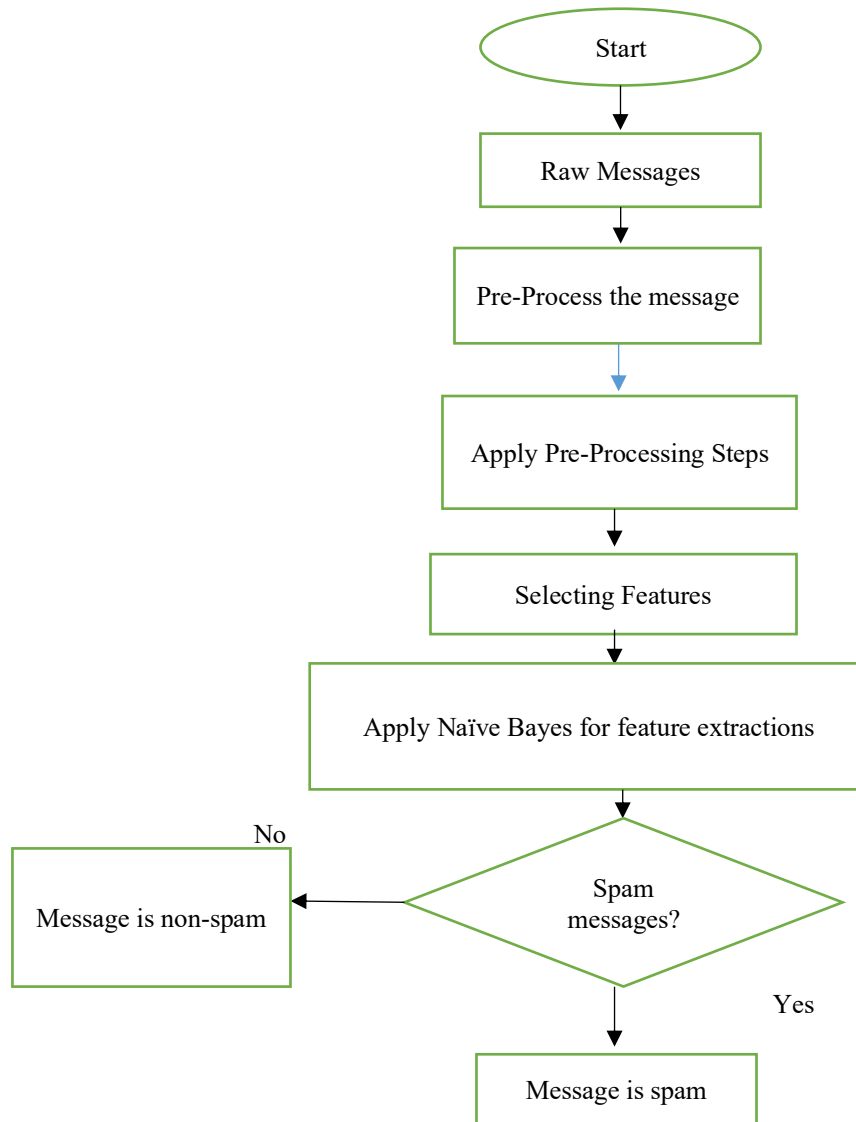 Start
Raw Messages
Pre-Process the message
Apply Pre-Processing Steps
Selecting Features
Apply Naïve Bayes for feature extractions
No
Spam
messages?
Message is non-spam
Yes
Message is spam